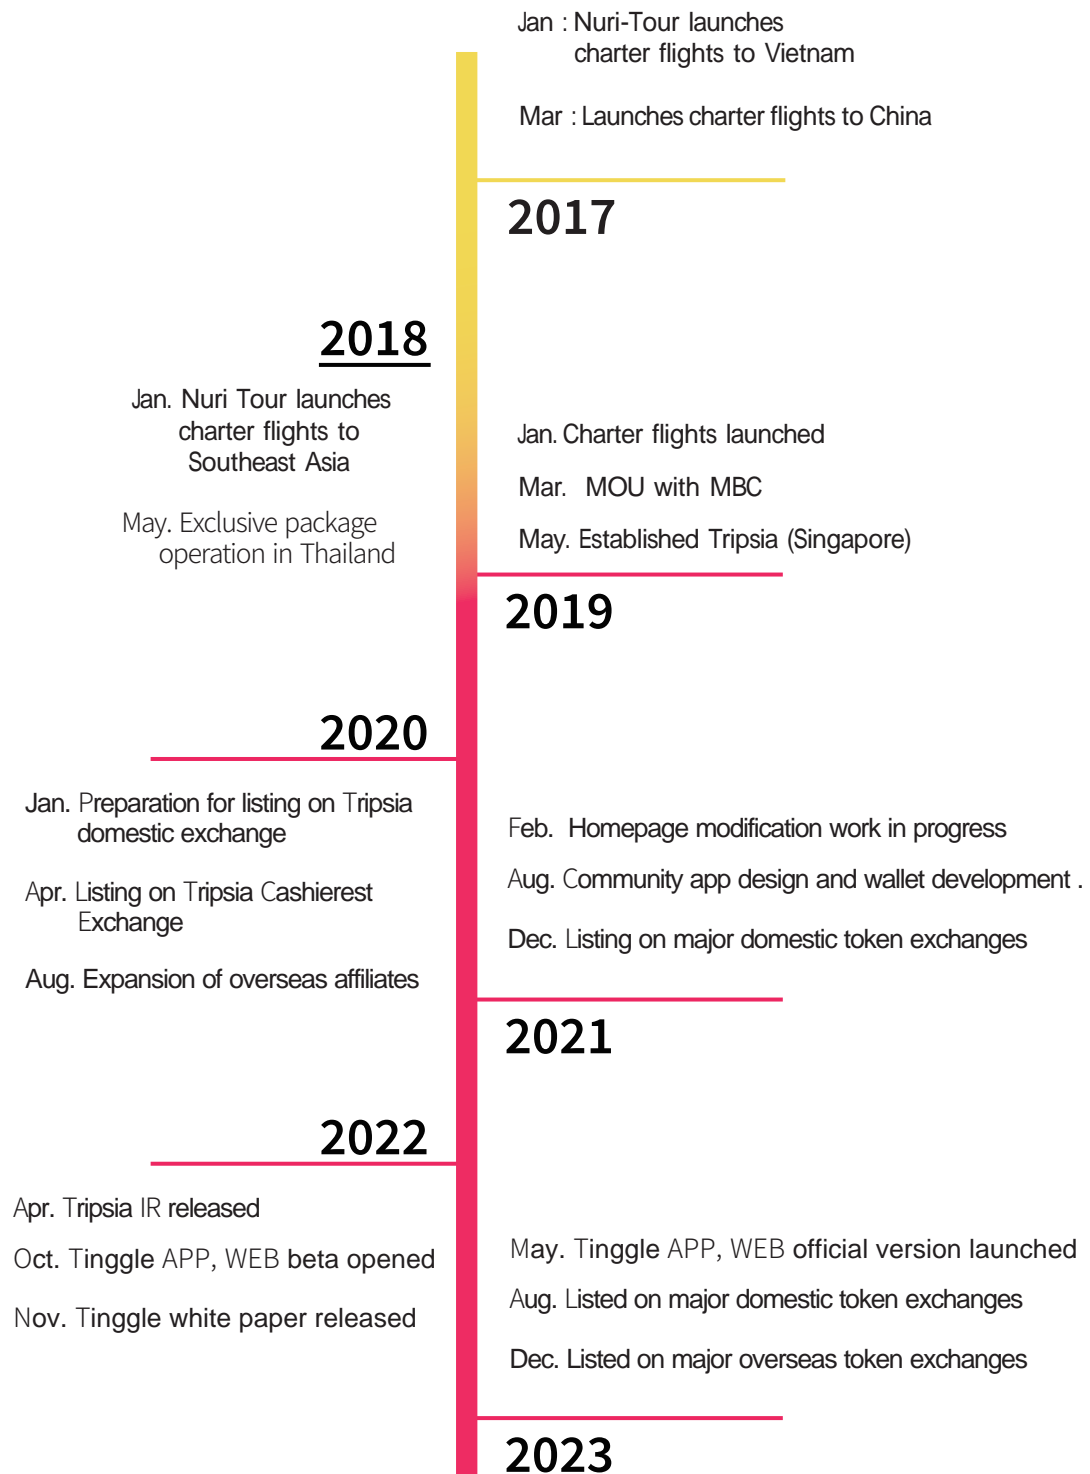 Jan : Nuri-Tour launches
charter flights to Vietnam
Mar : Launches charter flights to China
2017
2018
Jan. Nuri Tour launches
charter flights to
Southeast Asia
May. Exclusive package
operation in Thailand
Jan. Charter flights launched
Mar. MOU with MBC
May. Established Tripsia (Singapore)
2019
2020
Jan. Preparation for listing on Tripsia
domestic exchange
Apr. Listing on Tripsia Cashierest
Exchange
Aug. Expansion of overseas affiliates
Feb. Homepage modification work in progress
Aug. Community app design and wallet development .
Dec. Listing on major domestic token exchanges
2021
2022
Apr. Tripsia IR released
Oct. Tinggle APP, WEB beta opened
Nov. Tinggle white paper released
May. Tinggle APP, WEB official version launched
Aug. Listed on major domestic token exchanges
Dec. Listed on major overseas token exchanges
2023